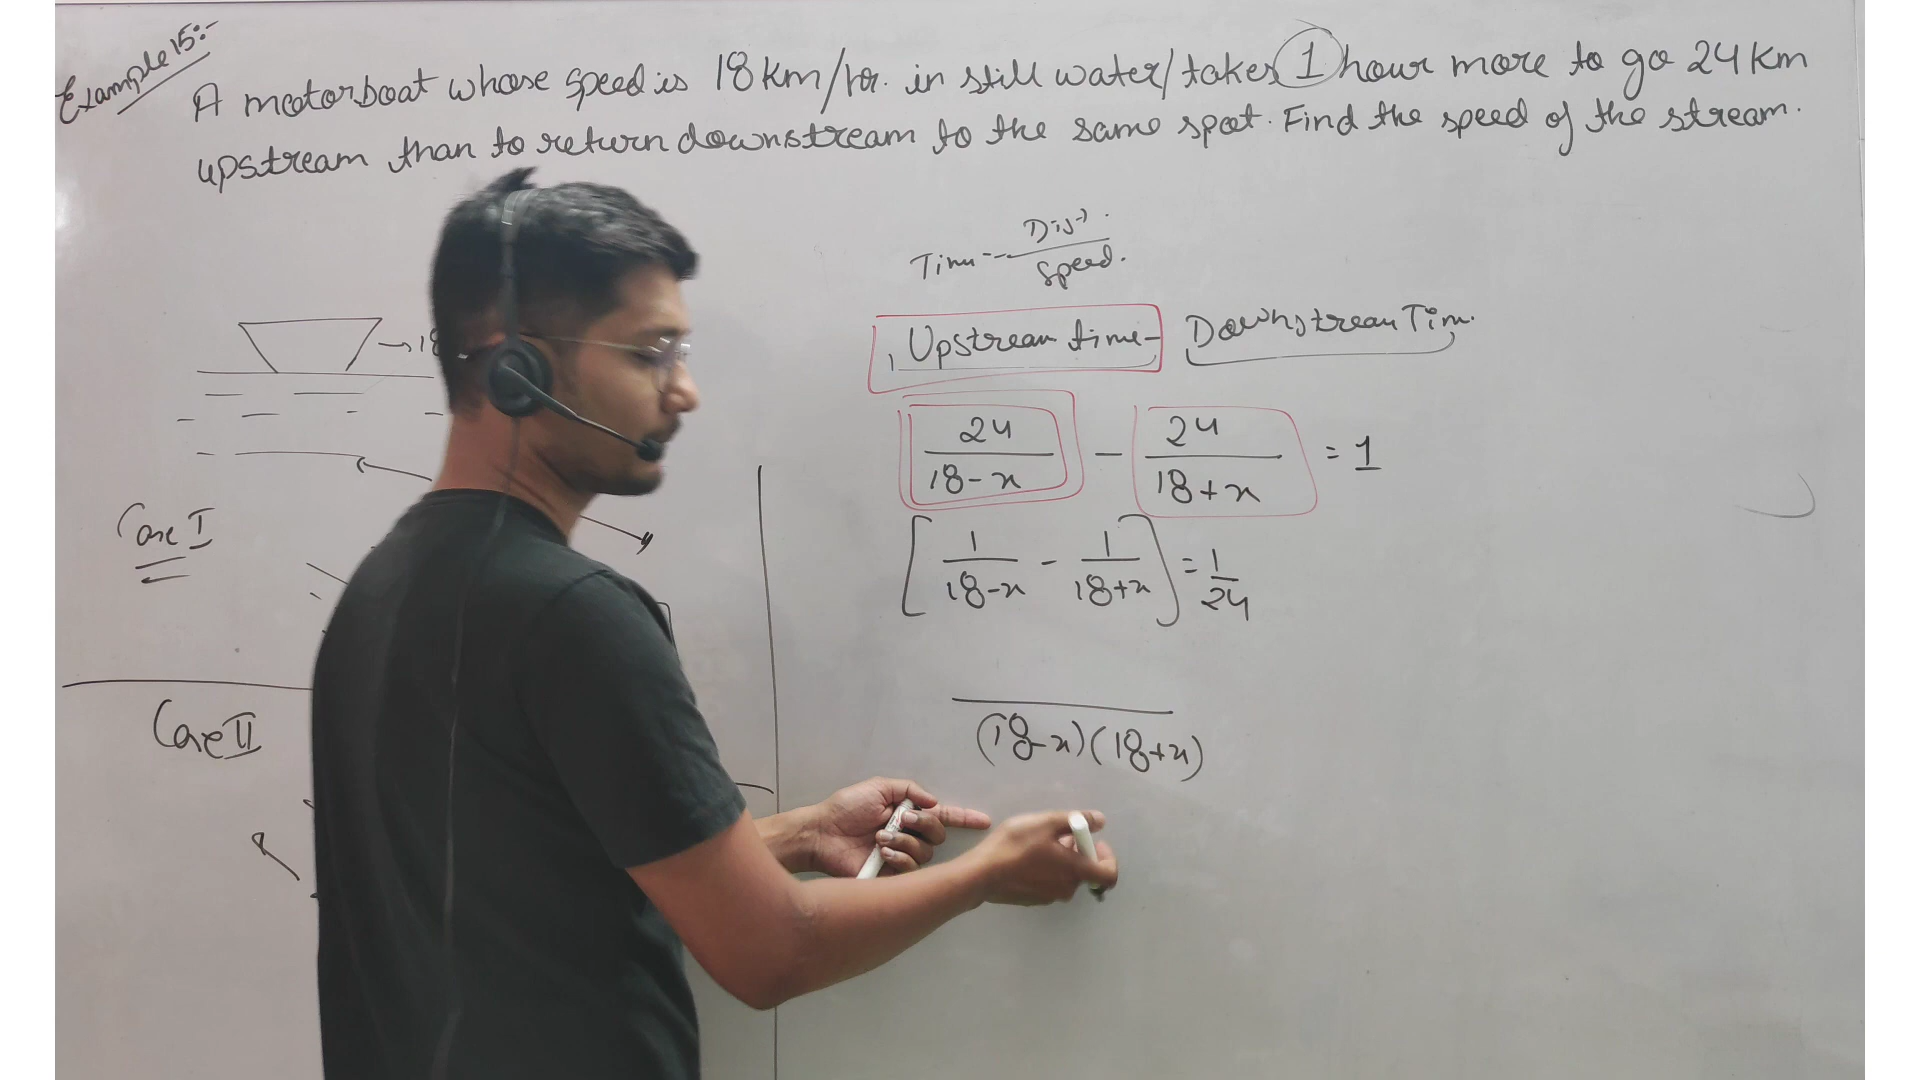 Example 15:-
A motorboat whose speed is 18 km/hr. in still water/takes 1 hour more to go 24 km
upstream than to return downstream to the same spot. Find the speed of the stream.
Time = Dist. / Speed.
Upstream time - Downstream Time.
24 / 18-x - 24 / 18+x = 1
[ 1 / 18-x - 1 / 18+x ] = 1 / 24
(18-x)(18+x)
Case I
Case II